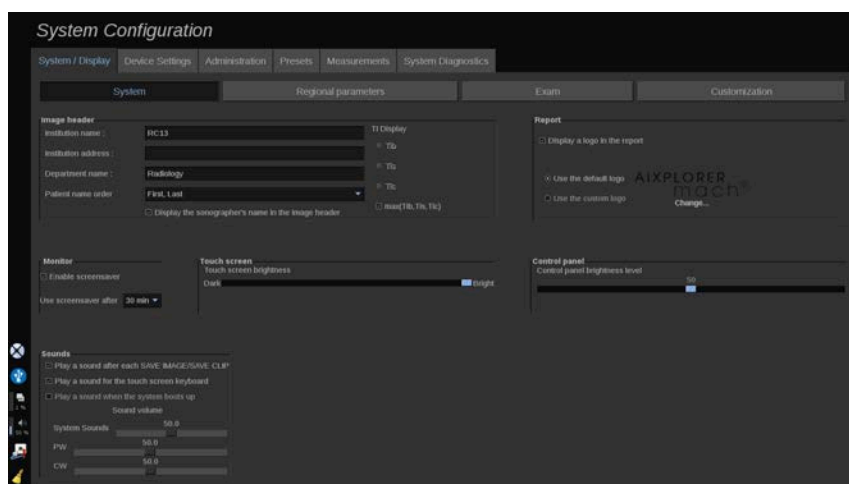 System Configuration
System / Display Device Settings Administration Presets Measurements System Diagnostics
System Regional parameters Exam Customization
Image header
Institution name : RC13
Institution address :
Department name : Radiology
Patient name order First, Last
Display the sonographer's name in the image header
TI Display
TIb
TIs
TIc
max(TIb,TIs,TIc)
Report
Display a logo in the report
Use the default logo
AIXPLORER
mach
Use the custom logo
Change...
Monitor
Enable screensaver
Use screensaver after 30 min
Touch screen
Touch screen brightness
Dark Bright
Control panel
Control panel brightness level
50
Sounds
Play a sound after each SAVE IMAGE/SAVE CLIP
Play a sound for the touch screen keyboard
Play a sound when the system boots up
Sound volume
System Sounds 50.0
PW 50.0
CW 50.0